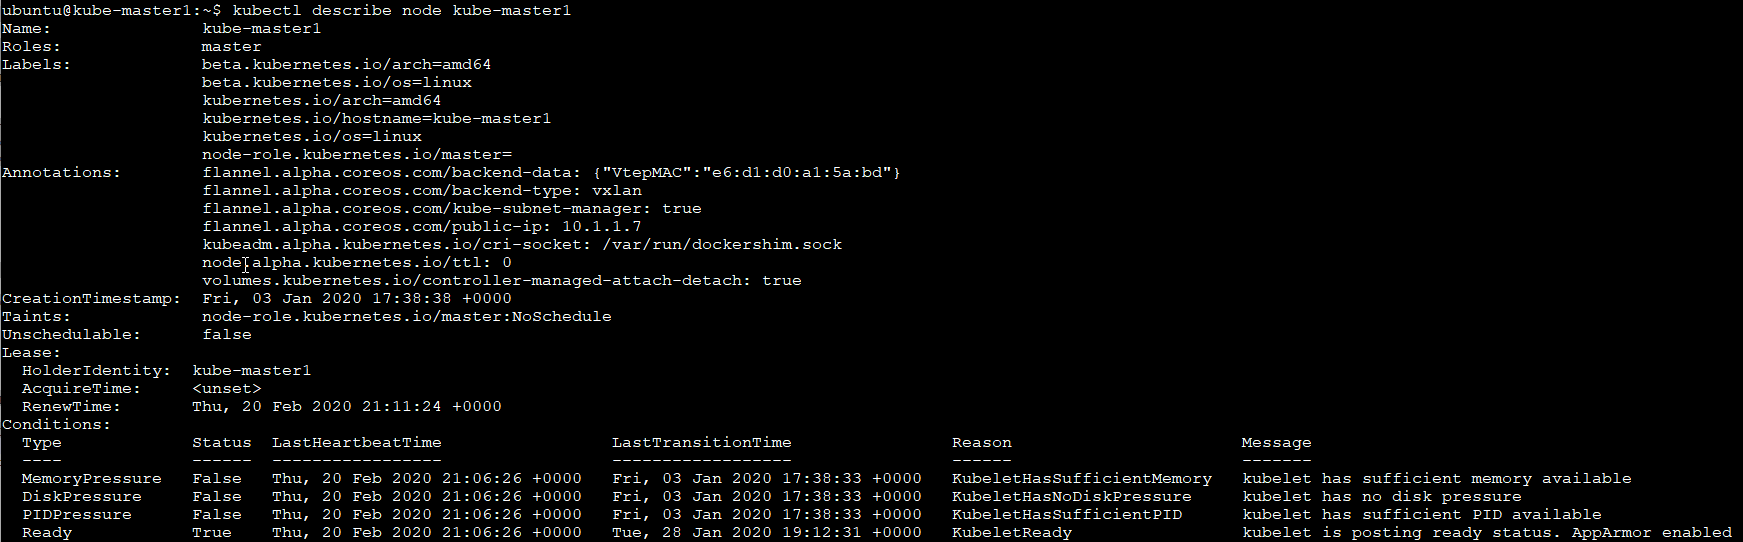 ubuntu@kube-master1:~$ kubectl describe node kube-master1
Name:               kube-master1
Roles:              master
Labels:             beta.kubernetes.io/arch=amd64
                    beta.kubernetes.io/os=linux
                    kubernetes.io/arch=amd64
                    kubernetes.io/hostname=kube-master1
                    kubernetes.io/os=linux
                    node-role.kubernetes.io/master=
Annotations:        flannel.alpha.coreos.com/backend-data: {"VtepMAC":"e6:d1:d0:a1:5a:bd"}
                    flannel.alpha.coreos.com/backend-type: vxlan
                    flannel.alpha.coreos.com/kube-subnet-manager: true
                    flannel.alpha.coreos.com/public-ip: 10.1.1.7
                    kubeadm.alpha.kubernetes.io/cri-socket: /var/run/dockershim.sock
                    node.alpha.kubernetes.io/ttl: 0
                    volumes.kubernetes.io/controller-managed-attach-detach: true
CreationTimestamp:  Fri, 03 Jan 2020 17:38:38 +0000
Taints:             node-role.kubernetes.io/master:NoSchedule
Unschedulable:      false
Lease:
  HolderIdentity:  kube-master1
  AcquireTime:     <unset>
  RenewTime:       Thu, 20 Feb 2020 21:11:24 +0000
Conditions:
  Type             Status  LastHeartbeatTime                 LastTransitionTime                Reason                       Message
  ----             ------  -----------------                 ------------------                ------                       -------
  MemoryPressure   False   Thu, 20 Feb 2020 21:06:26 +0000   Fri, 03 Jan 2020 17:38:33 +0000   KubeletHasSufficientMemory   kubelet has sufficient memory available
  DiskPressure     False   Thu, 20 Feb 2020 21:06:26 +0000   Fri, 03 Jan 2020 17:38:33 +0000   KubeletHasNoDiskPressure     kubelet has no disk pressure
  PIDPressure      False   Thu, 20 Feb 2020 21:06:26 +0000   Fri, 03 Jan 2020 17:38:33 +0000   KubeletHasSufficientPID      kubelet has sufficient PID available
  Ready            True    Thu, 20 Feb 2020 21:06:26 +0000   Tue, 28 Jan 2020 19:12:31 +0000   KubeletReady                 kubelet is posting ready status. AppArmor enabled